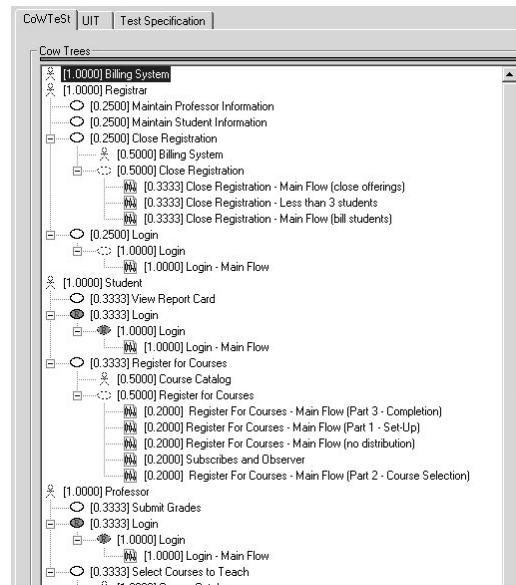 CoWTeSt UIT Test Specification
Cow Trees
[1.0000] Billing System
[1.0000] Registrar
[0.2500] Maintain Professor Information
[0.2500] Maintain Student Information
[0.2500] Close Registration
[0.5000] Billing System
[0.5000] Close Registration
[0.3333] Close Registration - Main Flow (close offerings)
[0.3333] Close Registration - Less than 3 students
[0.3333] Close Registration - Main Flow (bill students)
[0.2500] Login
[1.0000] Login
[1.0000] Login - Main Flow
[1.0000] Student
[0.3333] View Report Card
[0.3333] Login
[1.0000] Login
[1.0000] Login - Main Flow
[0.3333] Register for Courses
[0.5000] Course Catalog
[0.5000] Register for Courses
[0.2000] Register For Courses - Main Flow (Part 3 - Completion)
[0.2000] Register For Courses - Main Flow (Part 1 - Set-Up)
[0.2000] Register For Courses - Main Flow (no distribution)
[0.2000] Subscribes and Observer
[0.2000] Register For Courses - Main Flow (Part 2 - Course Selection)
[1.0000] Professor
[0.3333] Submit Grades
[0.3333] Login
[1.0000] Login
[1.0000] Login - Main Flow
[0.3333] Select Courses to Teach